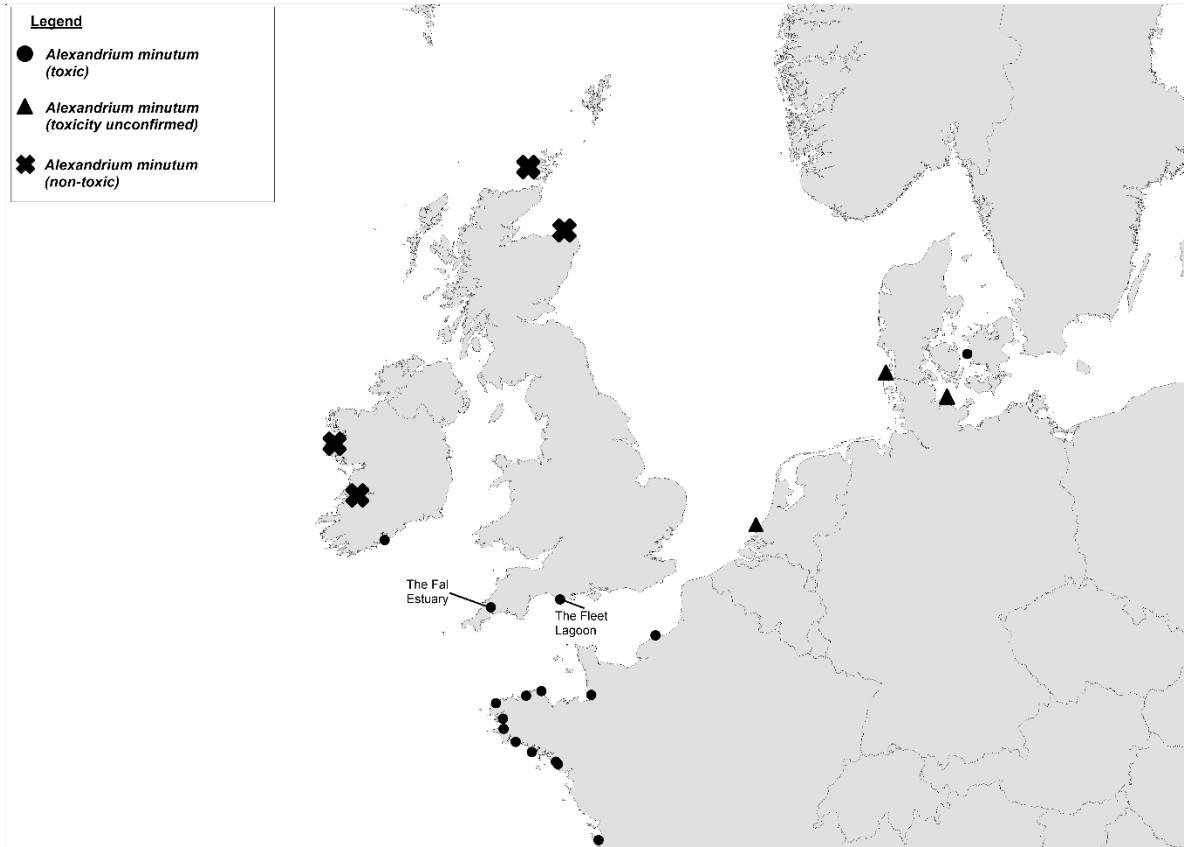 Legend
Alexandrium minutum
(toxic)
Alexandrium minutum
(toxicity unconfirmed)
Alexandrium minutum
(non-toxic)
The Fal
Estuary
The Fleet
Lagoon